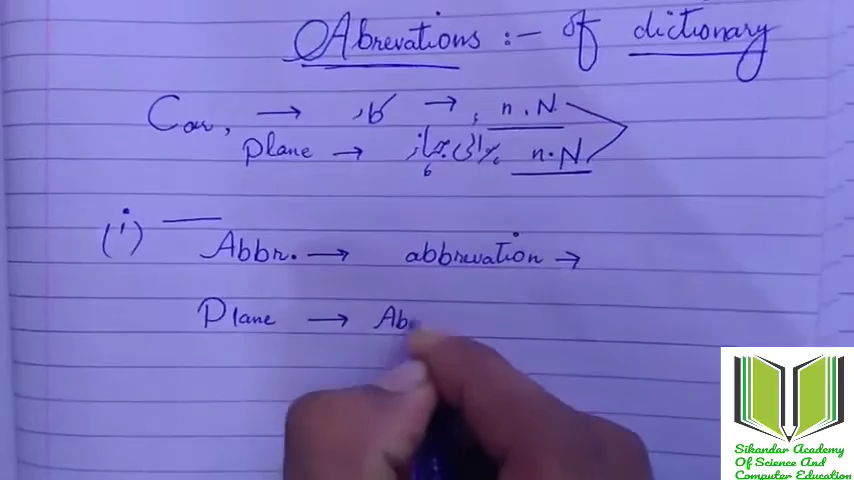 Abrevations :- of dictionary
Car, → کار → ; n. N
Plane → ہوائی جہاز n. N
(i) — Abbr. → abbrevation →
Plane → Ab
Sikandar Academy
Of Science And
Computer Education